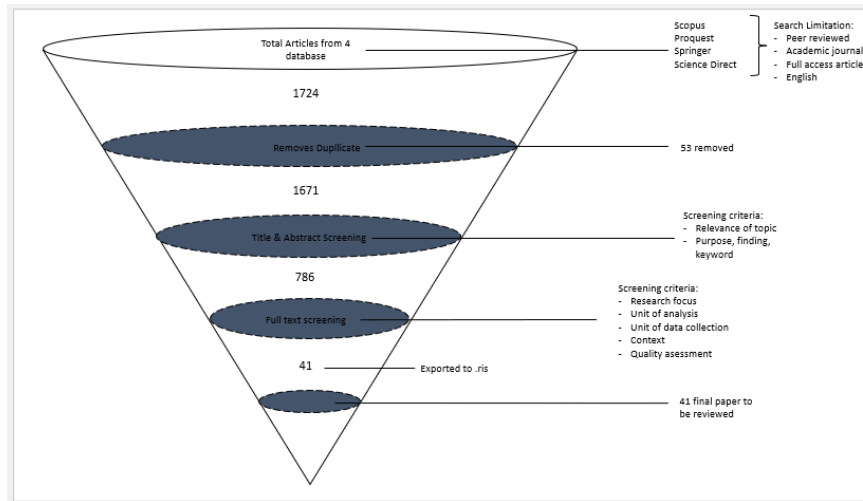 Total Articles from 4
database
Scopus
Proquest
Springer
Science Direct
Search Limitation:
- Peer reviewed
- Academic journal
- Full access article
- English
1724
Removes Duplicate
53 removed
1671
Title & Abstract Screening
Screening criteria:
- Relevance of topic
- Purpose, finding,
keyword
786
Full text screening
Screening criteria:
- Research focus
- Unit of analysis
- Unit of data collection
- Context
- Quality asessment
41
Exported to .ris
41 final paper to
be reviewed